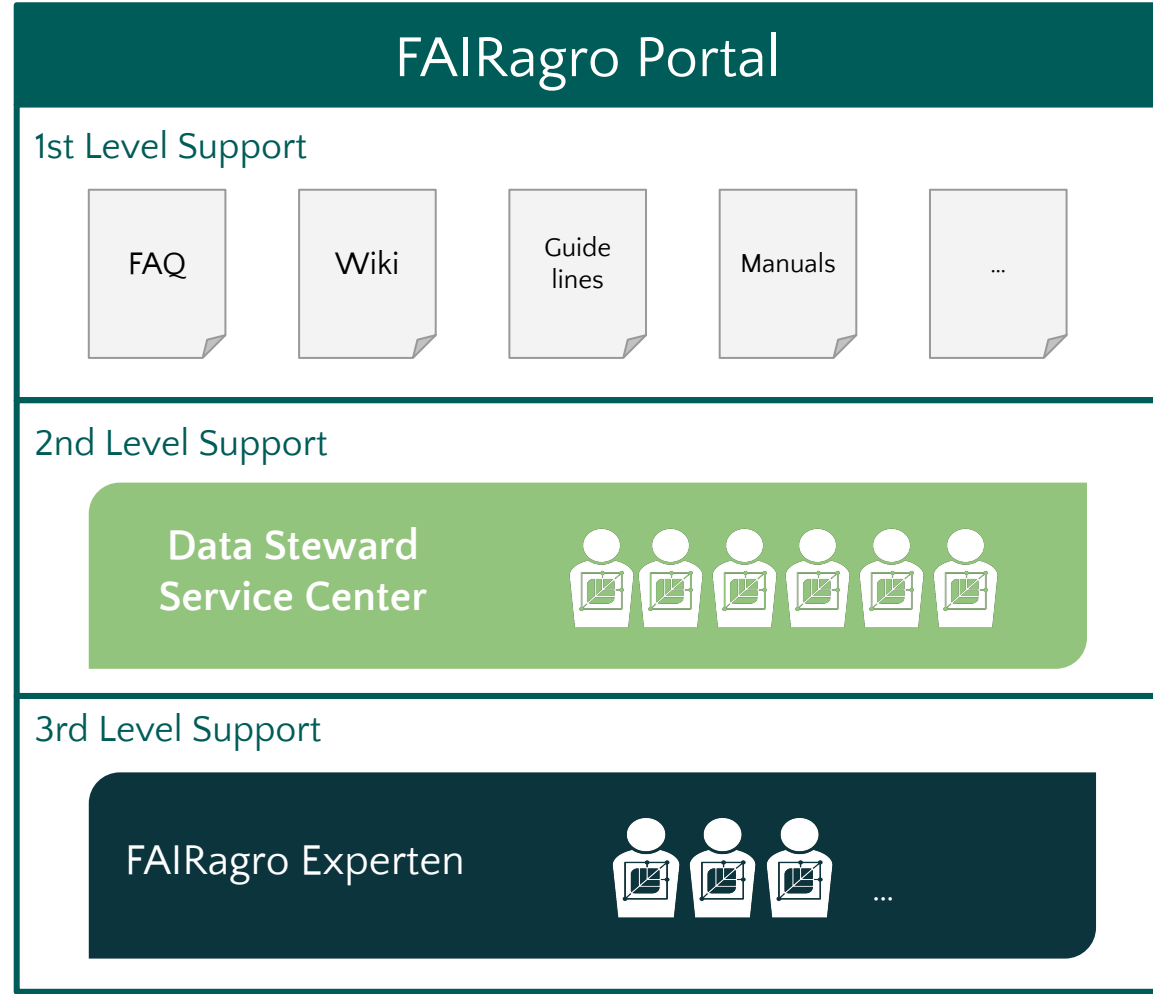 FAIRagro Portal
1st Level Support
FAQ
Wiki
Guide
lines
Manuals
...
2nd Level Support
Data Steward
Service Center
3rd Level Support
FAIRagro Experten
...